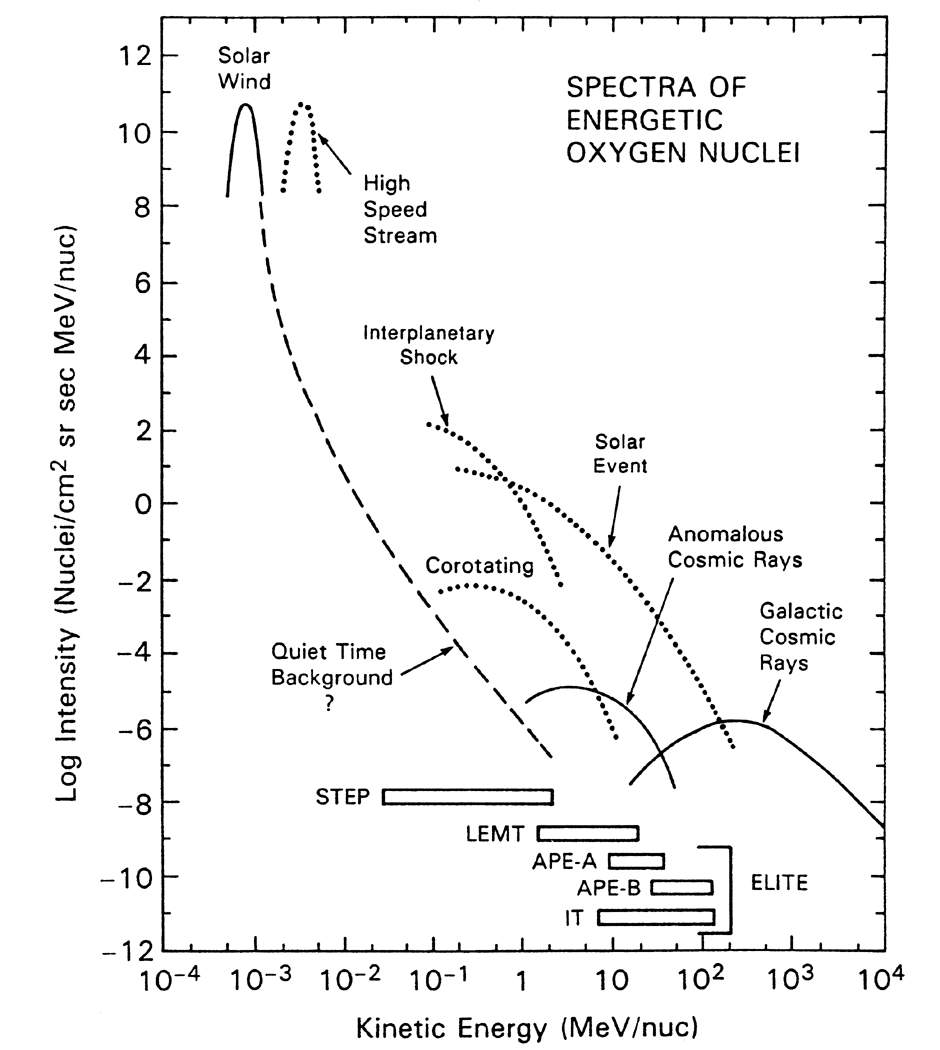 SPECTRA OF
ENERGETIC
OXYGEN NUCLEI
Solar
Wind
High
Speed
Stream
Interplanetary
Shock
Solar
Event
Anomalous
Cosmic Rays
Corotating
Galactic
Cosmic
Rays
Quiet Time
Background
?
STEP
LEMT
APE-A
APE-B
IT
ELITE
Log Intensity (Nuclei/cm² sr sec MeV/nuc)
12
10
8
6
4
2
0
−2
−4
−6
−8
−10
−12
10⁻⁴ 10⁻³ 10⁻² 10⁻¹ 1 10 10² 10³ 10⁴
Kinetic Energy (MeV/nuc)